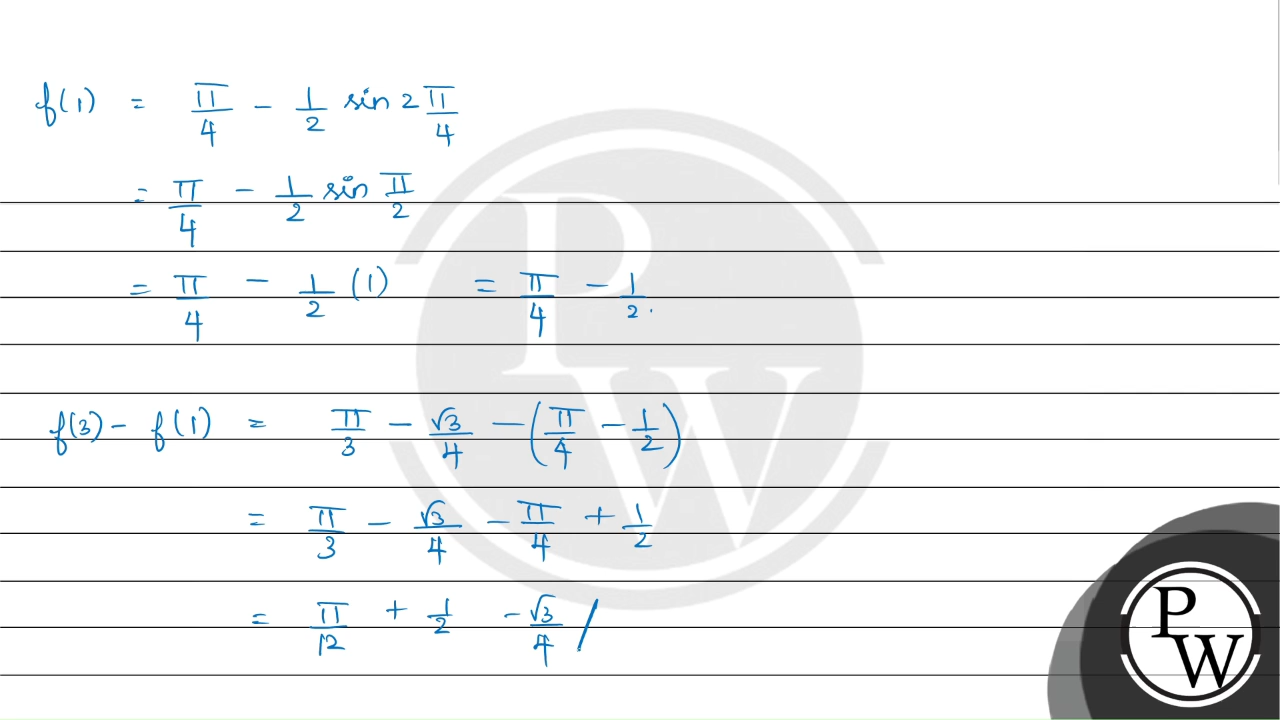 f(1) = π/4 - 1/2 sin 2 π/4
= π/4 - 1/2 sin π/2
= π/4 - 1/2 (1) = π/4 - 1/2.
f(3) - f(1) = π/3 - √3/4 - (π/4 - 1/2)
= π/3 - √3/4 - π/4 + 1/2
= π/12 + 1/2 - √3/4 /
PW
PW